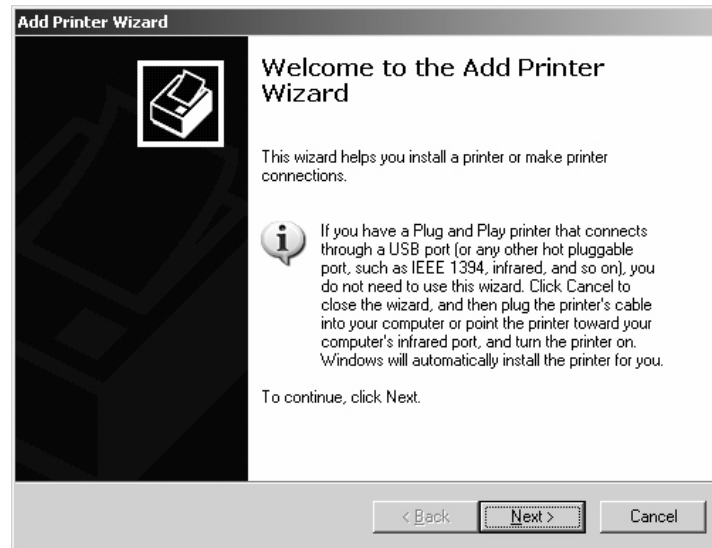 Add Printer Wizard
Welcome to the Add Printer
Wizard
This wizard helps you install a printer or make printer
connections.
If you have a Plug and Play printer that connects
through a USB port (or any other hot pluggable
port, such as IEEE 1394, infrared, and so on), you
do not need to use this wizard. Click Cancel to
close the wizard, and then plug the printer's cable
into your computer or point the printer toward your
computer's infrared port, and turn the printer on.
Windows will automatically install the printer for you.
To continue, click Next.
< Back
Next >
Cancel